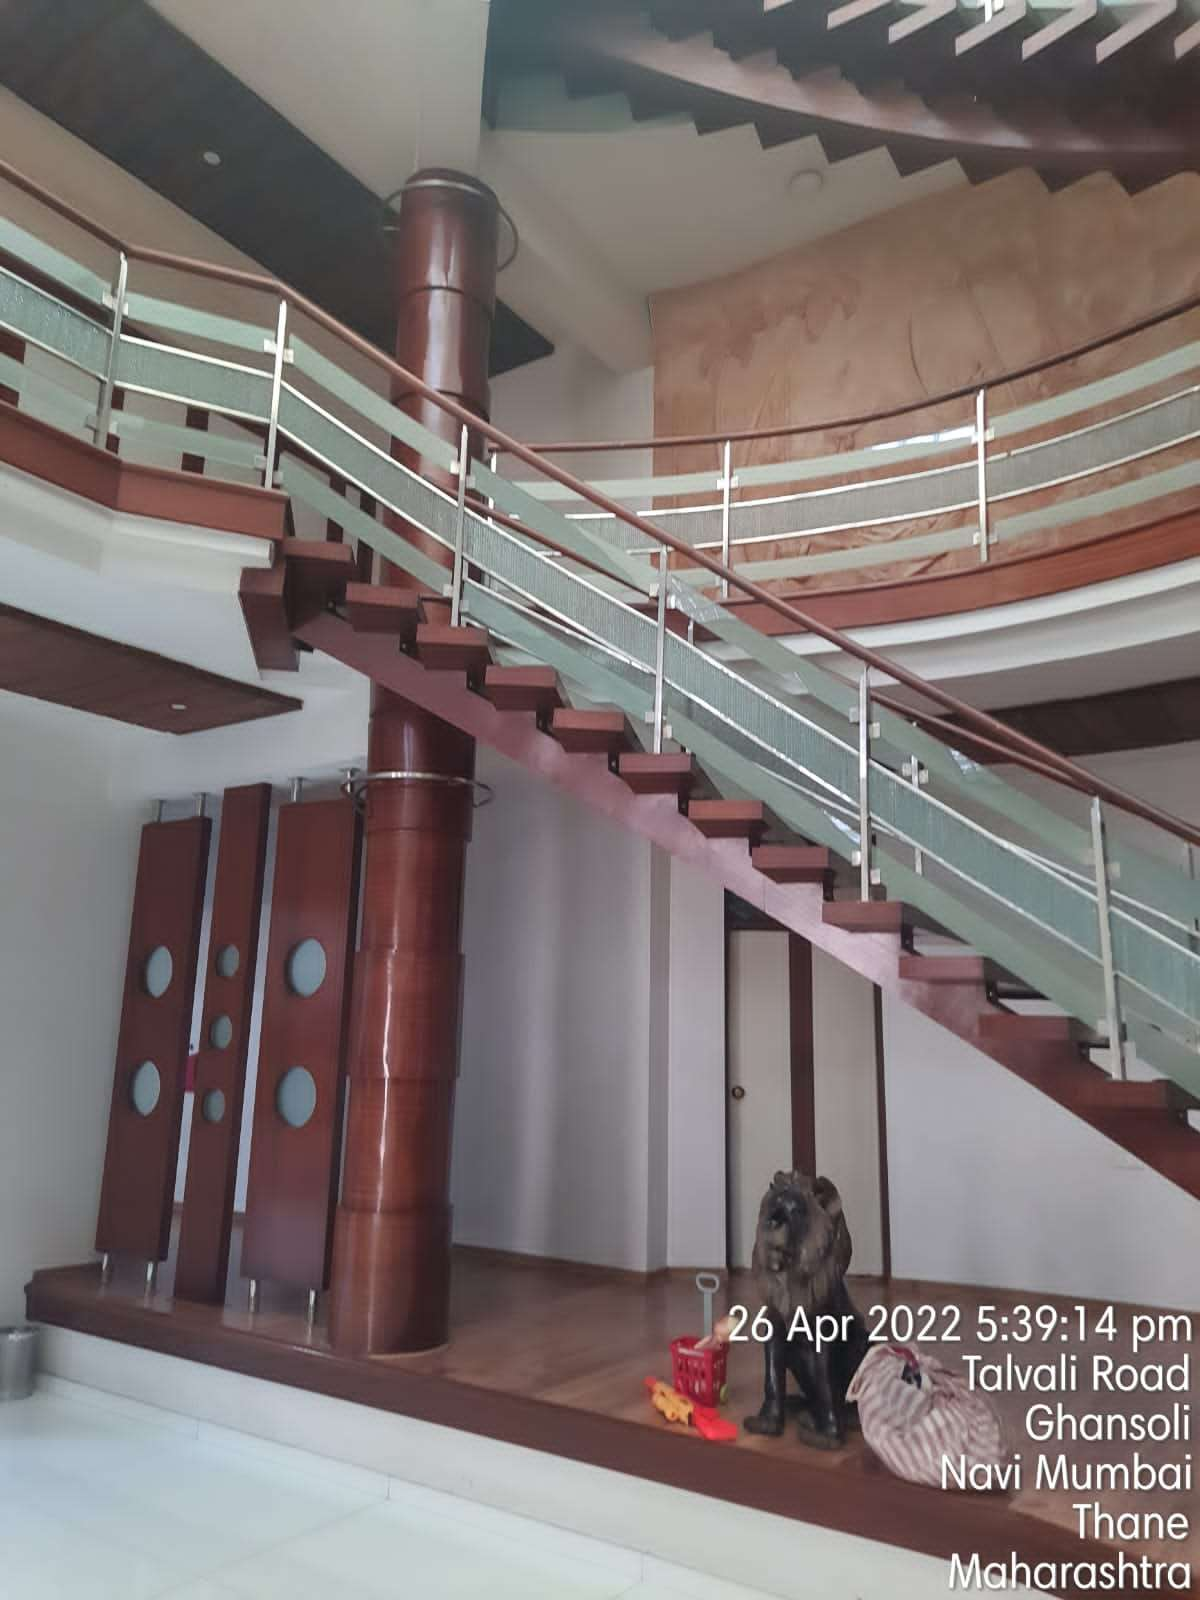 26 Apr 2022 5:39:14 pm
Talvali Road
Ghansoli
Navi Mumbai
Thane
Maharashtra